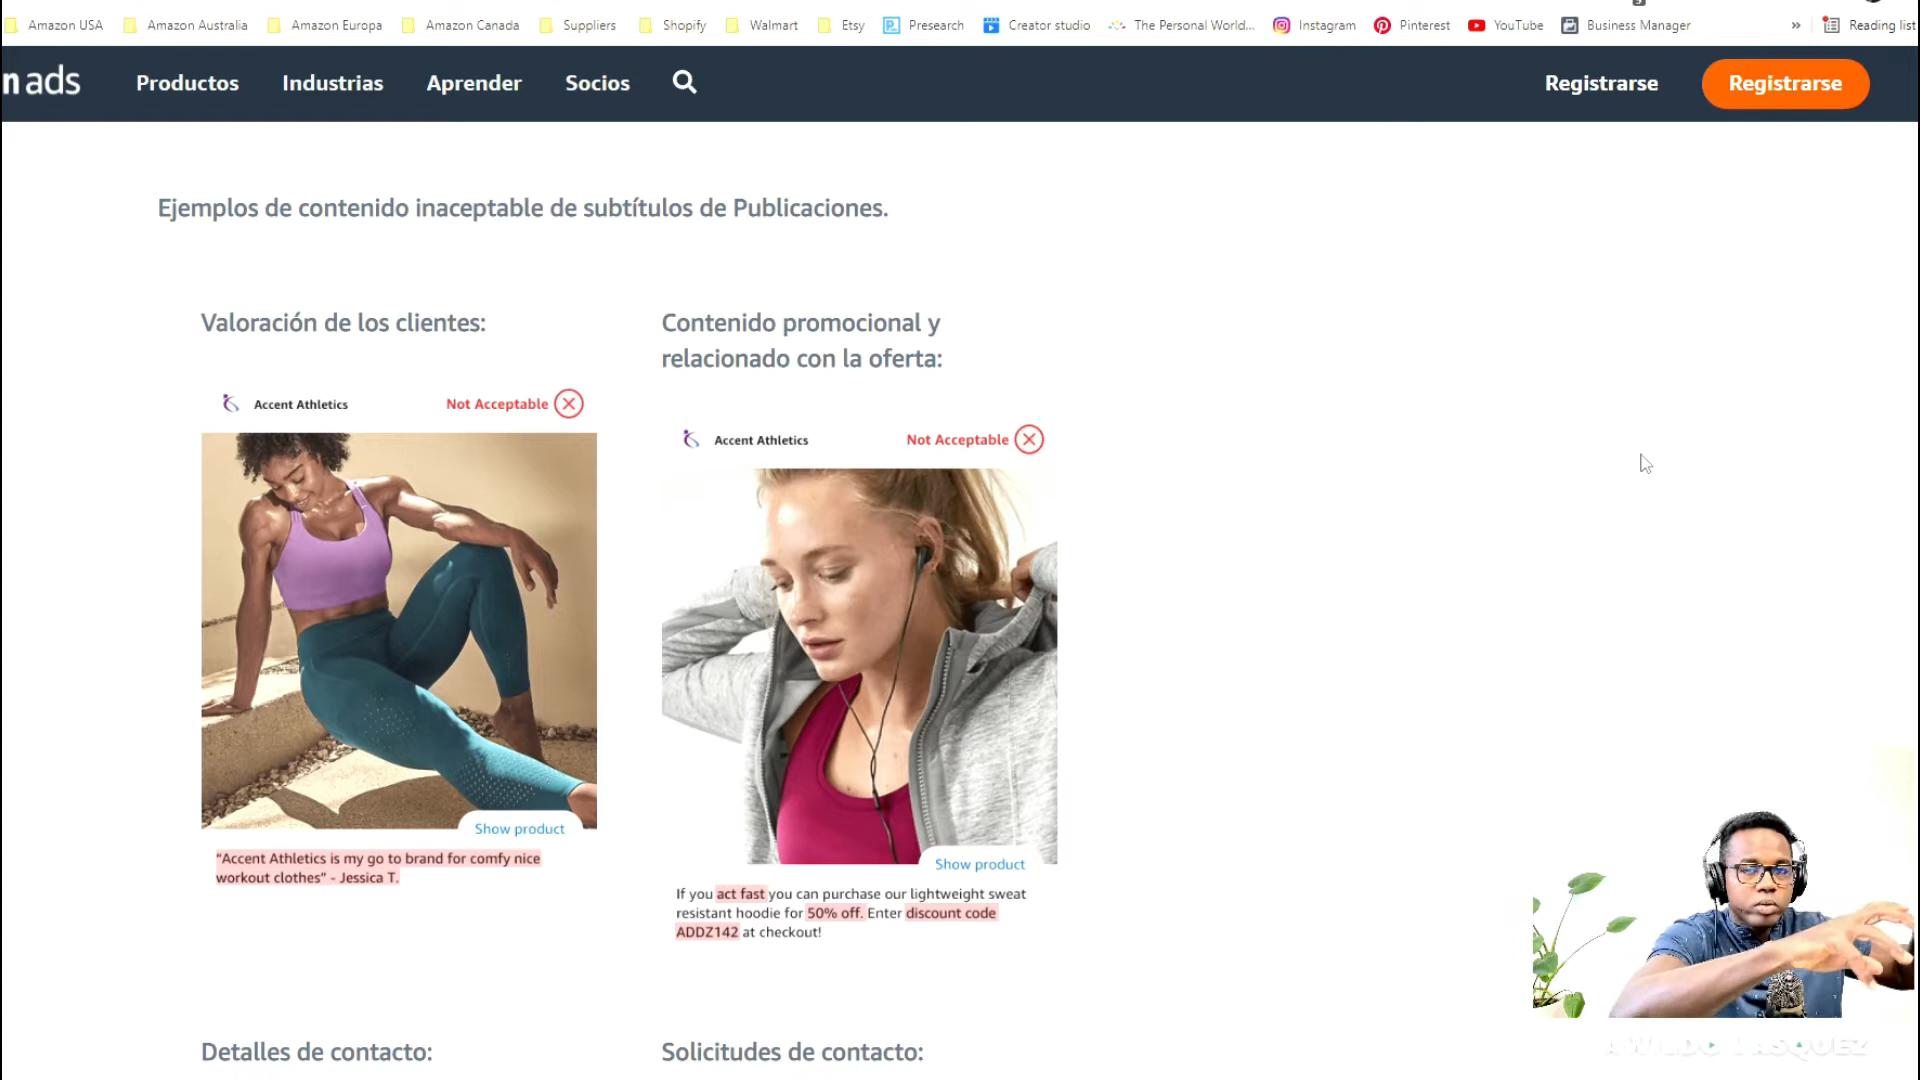 Amazon USA
Amazon Australia
Amazon Europa
Amazon Canada
Suppliers
Shopify
Walmart
Etsy
Presearch
Creator studio
The Personal World...
Instagram
Pinterest
YouTube
Business Manager
»
Reading list
n ads
Productos
Industrias
Aprender
Socios
Registrarse
Registrarse
Ejemplos de contenido inaceptable de subtítulos de Publicaciones.
Valoración de los clientes:
Accent Athletics
Not Acceptable
Show product
“Accent Athletics is my go to brand for comfy nice
workout clothes” - Jessica T.
Contenido promocional y
relacionado con la oferta:
Accent Athletics
Not Acceptable
Show product
If you act fast you can purchase our lightweight sweat
resistant hoodie for 50% off. Enter discount code
ADDZ142 at checkout!
Detalles de contacto:
Solicitudes de contacto: